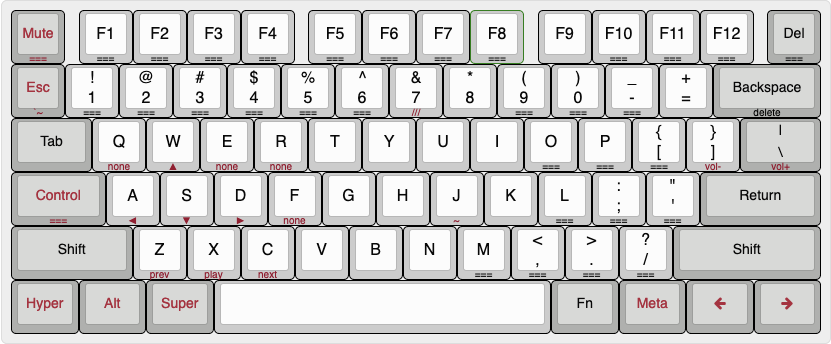 Mute F1 F2 F3 F4 F5 F6 F7 F8 F9 F10 F11 F12 Del
=== === === === === === === === === === === === === ===
Esc ! @ # $ % ^ & * ( ) _ + Backspace
1 2 3 4 5 6 7 8 9 0 - =
`~ === === === === === === /// === === === delete
Tab Q W E R T Y U I O P { } |
[ ] \
none ▲ none none === === === vol- vol+
Control A S D F G H J K L : " Return
; '
=== ◄ ▼ ► none ~ === === ===
Shift Z X C V B N M < > ? Shift
, . /
prev play next === === === ===
Hyper Alt Super Fn Meta ← →